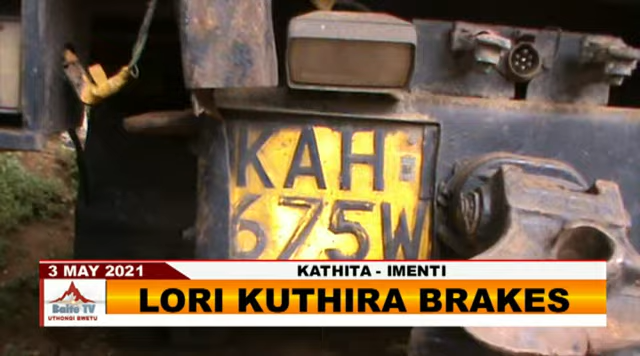 KAH
675W
3 MAY 2021
KATHITA - IMENTI
LORI KUTHIRA BRAKES
Baite TV
UTHONGI BWETU